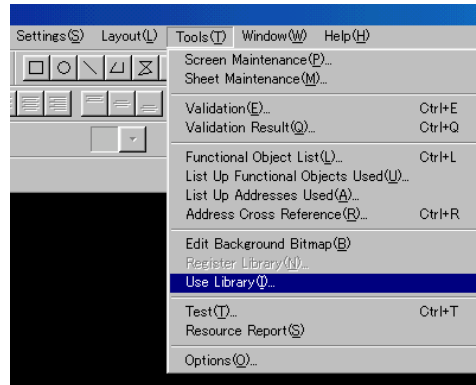 Settings(S) Layout(L) Tools(T) Window(W) Help(H)
Screen Maintenance(P)...
Sheet Maintenance(M)...
Validation(E)... Ctrl+E
Validation Result(Q)... Ctrl+Q
Functional Object List(L)... Ctrl+L
List Up Functional Objects Used(U)...
List Up Addresses Used(A)...
Address Cross Reference(R)... Ctrl+R
Edit Background Bitmap(B)
Register Library(N)...
Use Library(I)...
Test(T)... Ctrl+T
Resource Report(S)
Options(O)...